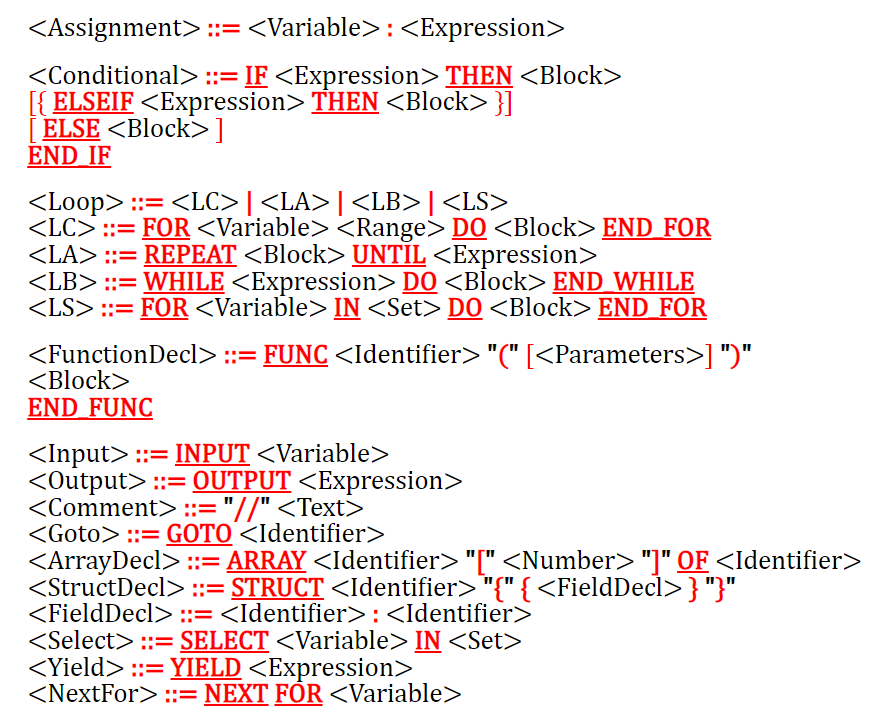 <Assignment> ::= <Variable> : <Expression>
<Conditional> ::= IF <Expression> THEN <Block>
[{ ELSEIF <Expression> THEN <Block> }]
[ ELSE <Block> ]
END_IF
<Loop> ::= <LC> | <LA> | <LB> | <LS>
<LC> ::= FOR <Variable> <Range> DO <Block> END_FOR
<LA> ::= REPEAT <Block> UNTIL <Expression>
<LB> ::= WHILE <Expression> DO <Block> END_WHILE
<LS> ::= FOR <Variable> IN <Set> DO <Block> END_FOR
<FunctionDecl> ::= FUNC <Identifier> "(" [<Parameters>] ")"
<Block>
END_FUNC
<Input> ::= INPUT <Variable>
<Output> ::= OUTPUT <Expression>
<Comment> ::= "//" <Text>
<Goto> ::= GOTO <Identifier>
<ArrayDecl> ::= ARRAY <Identifier> "[" <Number> "]" OF <Identifier>
<StructDecl> ::= STRUCT <Identifier> "{" { <FieldDecl> } "}"
<FieldDecl> ::= <Identifier> : <Identifier>
<Select> ::= SELECT <Variable> IN <Set>
<Yield> ::= YIELD <Expression>
<NextFor> ::= NEXT FOR <Variable>